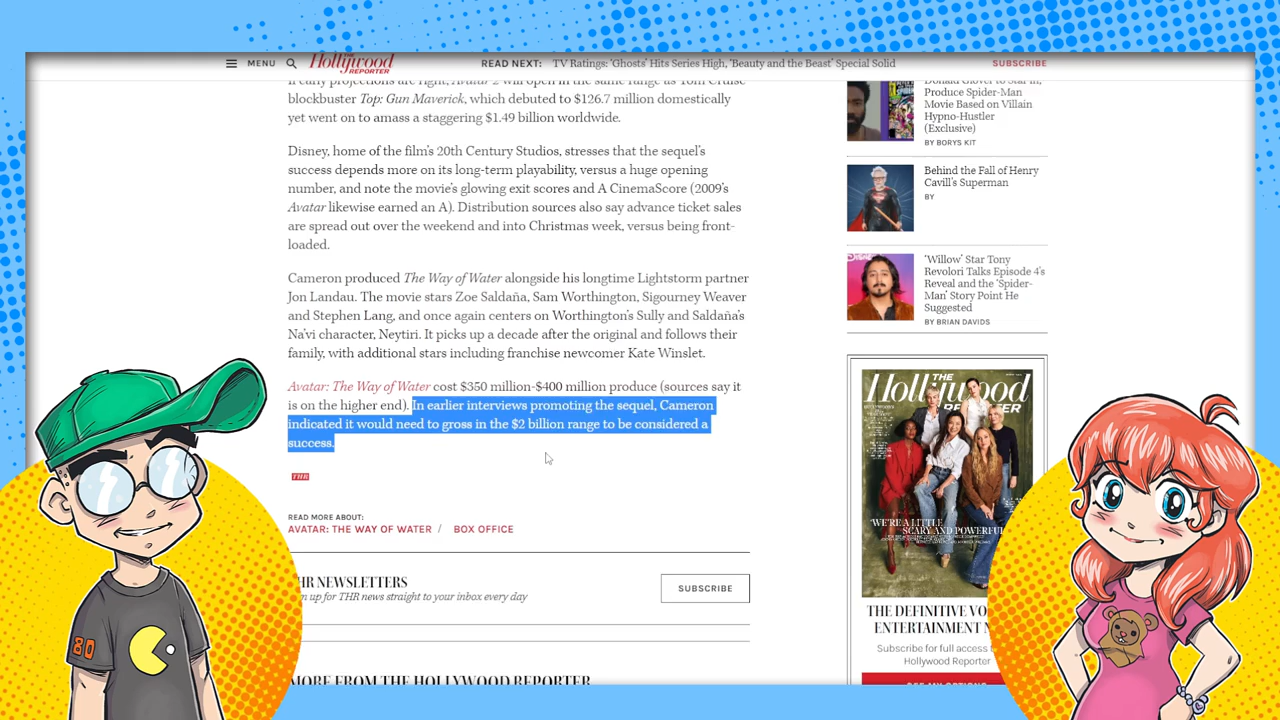 MENU
THE
Hollywood
REPORTER
READ NEXT: TV Ratings: 'Ghosts' Hits Series High, 'Beauty and the Beast' Special Solid
SUBSCRIBE
If early projections are right, Avatar 2 will open in the same range as Tom Cruise
blockbuster Top: Gun Maverick, which debuted to $126.7 million domestically
yet went on to amass a staggering $1.49 billion worldwide.
Disney, home of the film's 20th Century Studios, stresses that the sequel's
success depends more on its long-term playability, versus a huge opening
number, and note the movie's glowing exit scores and A CinemaScore (2009's
Avatar likewise earned an A). Distribution sources also say advance ticket sales
are spread out over the weekend and into Christmas week, versus being front-
loaded.
Cameron produced The Way of Water alongside his longtime Lightstorm partner
Jon Landau. The movie stars Zoe Saldaña, Sam Worthington, Sigourney Weaver
and Stephen Lang, and once again centers on Worthington's Sully and Saldaña's
Na'vi character, Neytiri. It picks up a decade after the original and follows their
family, with additional stars including franchise newcomer Kate Winslet.
Avatar: The Way of Water cost $350 million-$400 million produce (sources say it
is on the higher end). In earlier interviews promoting the sequel, Cameron
indicated it would need to gross in the $2 billion range to be considered a
success.
THR
READ MORE ABOUT:
AVATAR: THE WAY OF WATER / BOX OFFICE
THR NEWSLETTERS
up for THR news straight to your inbox every day
SUBSCRIBE
MORE FROM THE HOLLYWOOD REPORTER
Donald Glover to Star in,
Produce Spider-Man
Movie Based on Villain
Hypno-Hustler
(Exclusive)
BY BORYS KIT
Behind the Fall of Henry
Cavill's Superman
BY
'Willow' Star Tony
Revolori Talks Episode 4's
Reveal and the 'Spider-
Man' Story Point He
Suggested
BY BRIAN DAVIDS
THE
Hollywood
REPORTER
'WE'RE A LITTLE
SCARY AND POWERFUL
THE DEFINITIVE VO
ENTERTAINMENT N
Subscribe for full access t
Hollywood Reporter
SEE MY OPTIONS
80